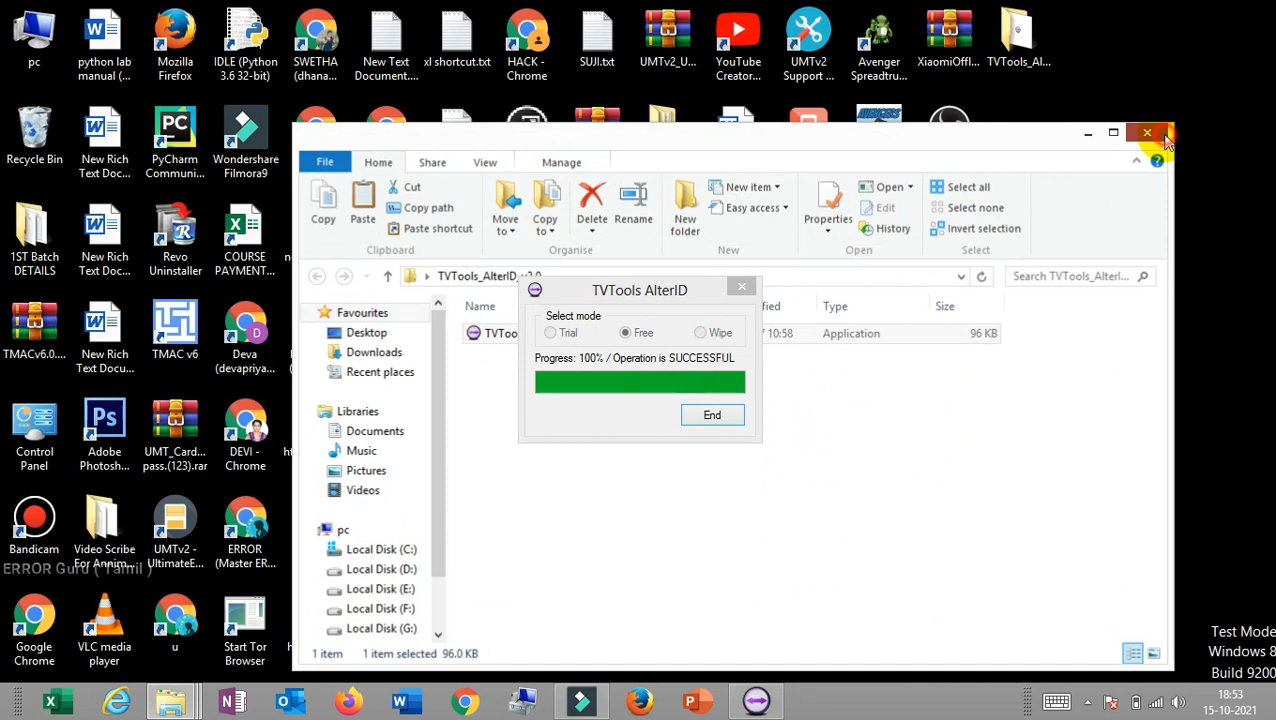 pc
python lab
manual (...
Mozilla
Firefox
IDLE (Python
3.6 32-bit)
SWETHA
(dhana...
New Text
Document....
xl shortcut.txt
HACK -
Chrome
SUJI.txt
UMTv2_U...
YouTube
Creator...
UMTv2
Support ...
Avenger
Spreadtru...
XiaomiOffl...
TVTools_Al...
Recycle Bin
New Rich
Text Doc...
PyCharm
Communi...
Wondershare
Filmora9
1ST Batch
DETAILS
New Rich
Text Docu...
Revo
Uninstaller
COURSE
PAYMENT...
TMACv6.0....
New Rich
Text Docu...
TMAC v6
Deva
(devapriya...
Control
Panel
Adobe
Photosh...
UMT_Card...
pass.(123).rar
DEVI -
Chrome
Bandicam
Video Scribe
For Annim...
UMTv2 -
UltimateE...
ERROR
(Master ER...
ERROR Guru ( Tamil )
Google
Chrome
VLC media
player
u
Start Tor
Browser
File
Home
Share
View
Manage
Copy
Paste
Cut
Copy path
Paste shortcut
Clipboard
Move
to
Copy
to
Delete
Rename
Organise
New
folder
New item
Easy access
New
Properties
Open
Edit
History
Open
Select all
Select none
Invert selection
Select
TVTools_AlterID_v2.0
Search TVTools_AlterI...
Name
Type
Size
TVToo
10:58
Application
96 KB
Favourites
Desktop
Downloads
Recent places
Libraries
Documents
Music
Pictures
Videos
pc
Local Disk (C:)
Local Disk (D:)
Local Disk (E:)
Local Disk (F:)
Local Disk (G:)
1 item
1 item selected 96.0 KB
TVTools AlterID
Select mode
Trial
Free
Wipe
Progress: 100% / Operation is SUCCESSFUL
End
Test Mode
Windows 8
Build 9200
18:53
15-10-2021